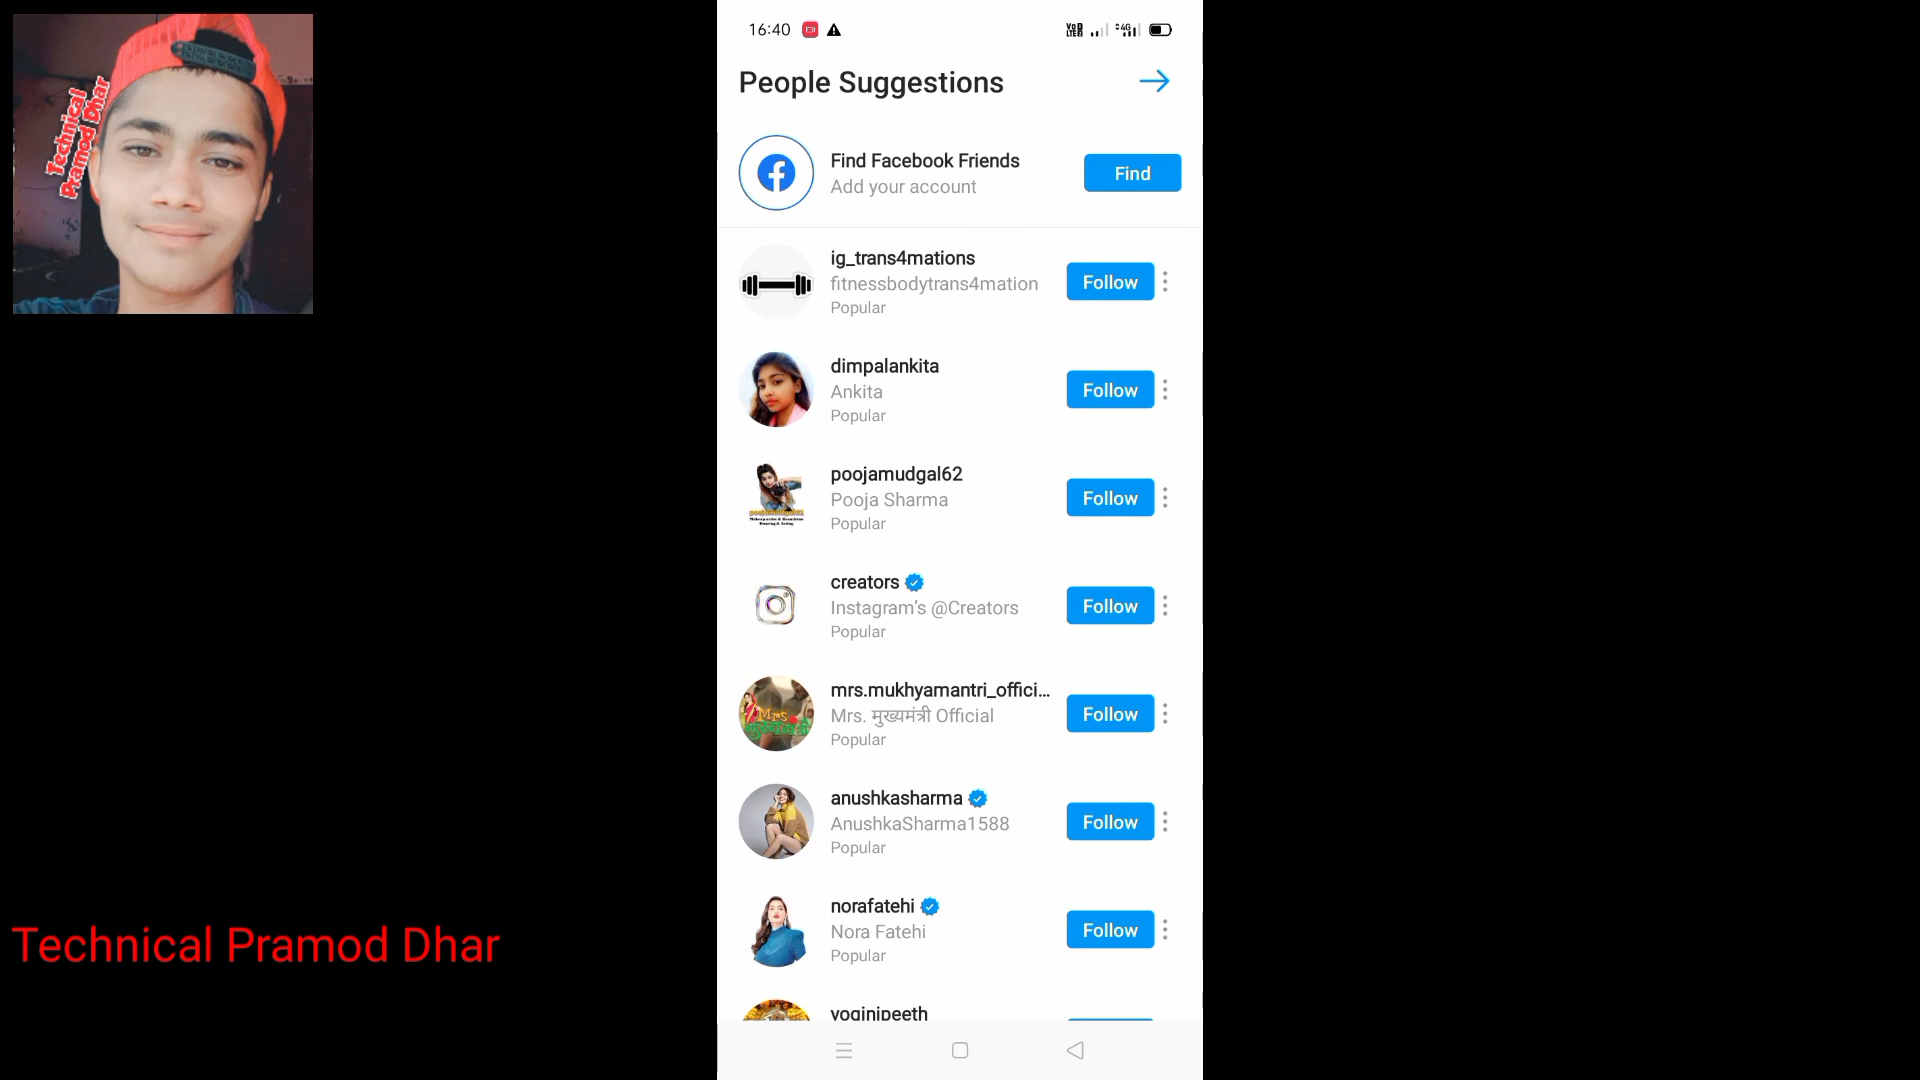 Technical
Pramod Dhar
16:40
People Suggestions
Find Facebook Friends
Add your account
Find
ig_trans4mations
fitnessbodytrans4mation
Popular
Follow
dimpalankita
Ankita
Popular
Follow
poojamudgal62
Pooja Sharma
Popular
Follow
creators
Instagram's @Creators
Popular
Follow
mrs.mukhyamantri_offici...
Mrs. मुख्यमंत्री Official
Popular
Follow
anushkasharma
AnushkaSharma1588
Popular
Follow
norafatehi
Nora Fatehi
Popular
Follow
yoginipeeth
Technical Pramod Dhar